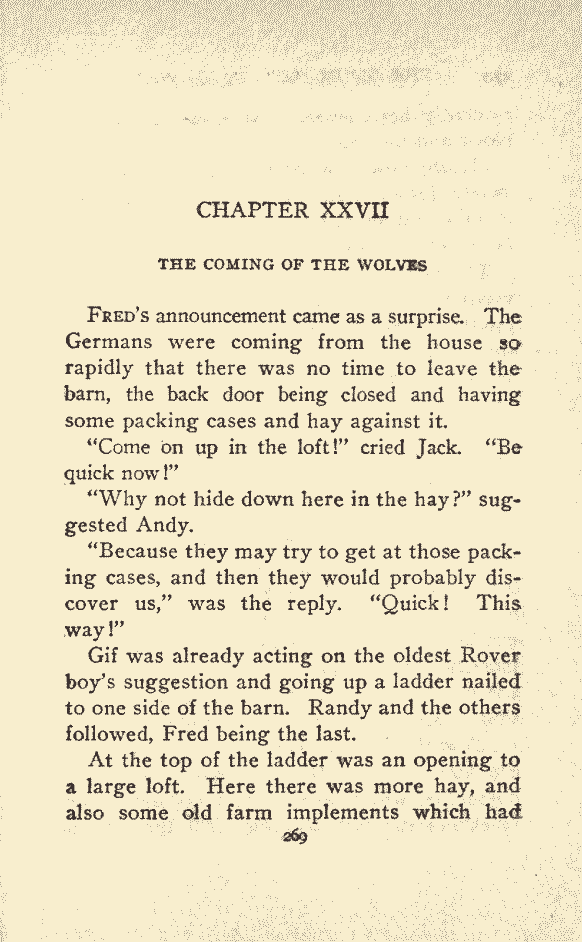 CHAPTER XXVII
THE COMING OF THE WOLVES
FRED'S announcement came as a surprise. The
Germans were coming from the house so
rapidly that there was no time to leave the
barn, the back door being closed and having
some packing cases and hay against it.
"Come on up in the loft!" cried Jack. "Be
quick now!"
"Why not hide down here in the hay?" sug-
gested Andy.
"Because they may try to get at those pack-
ing cases, and then they would probably dis-
cover us," was the reply. "Quick! This
way!"
Gif was already acting on the oldest Rover
boy's suggestion and going up a ladder nailed
to one side of the barn. Randy and the others
followed, Fred being the last.
At the top of the ladder was an opening to
a large loft. Here there was more hay, and
also some old farm implements which had
269